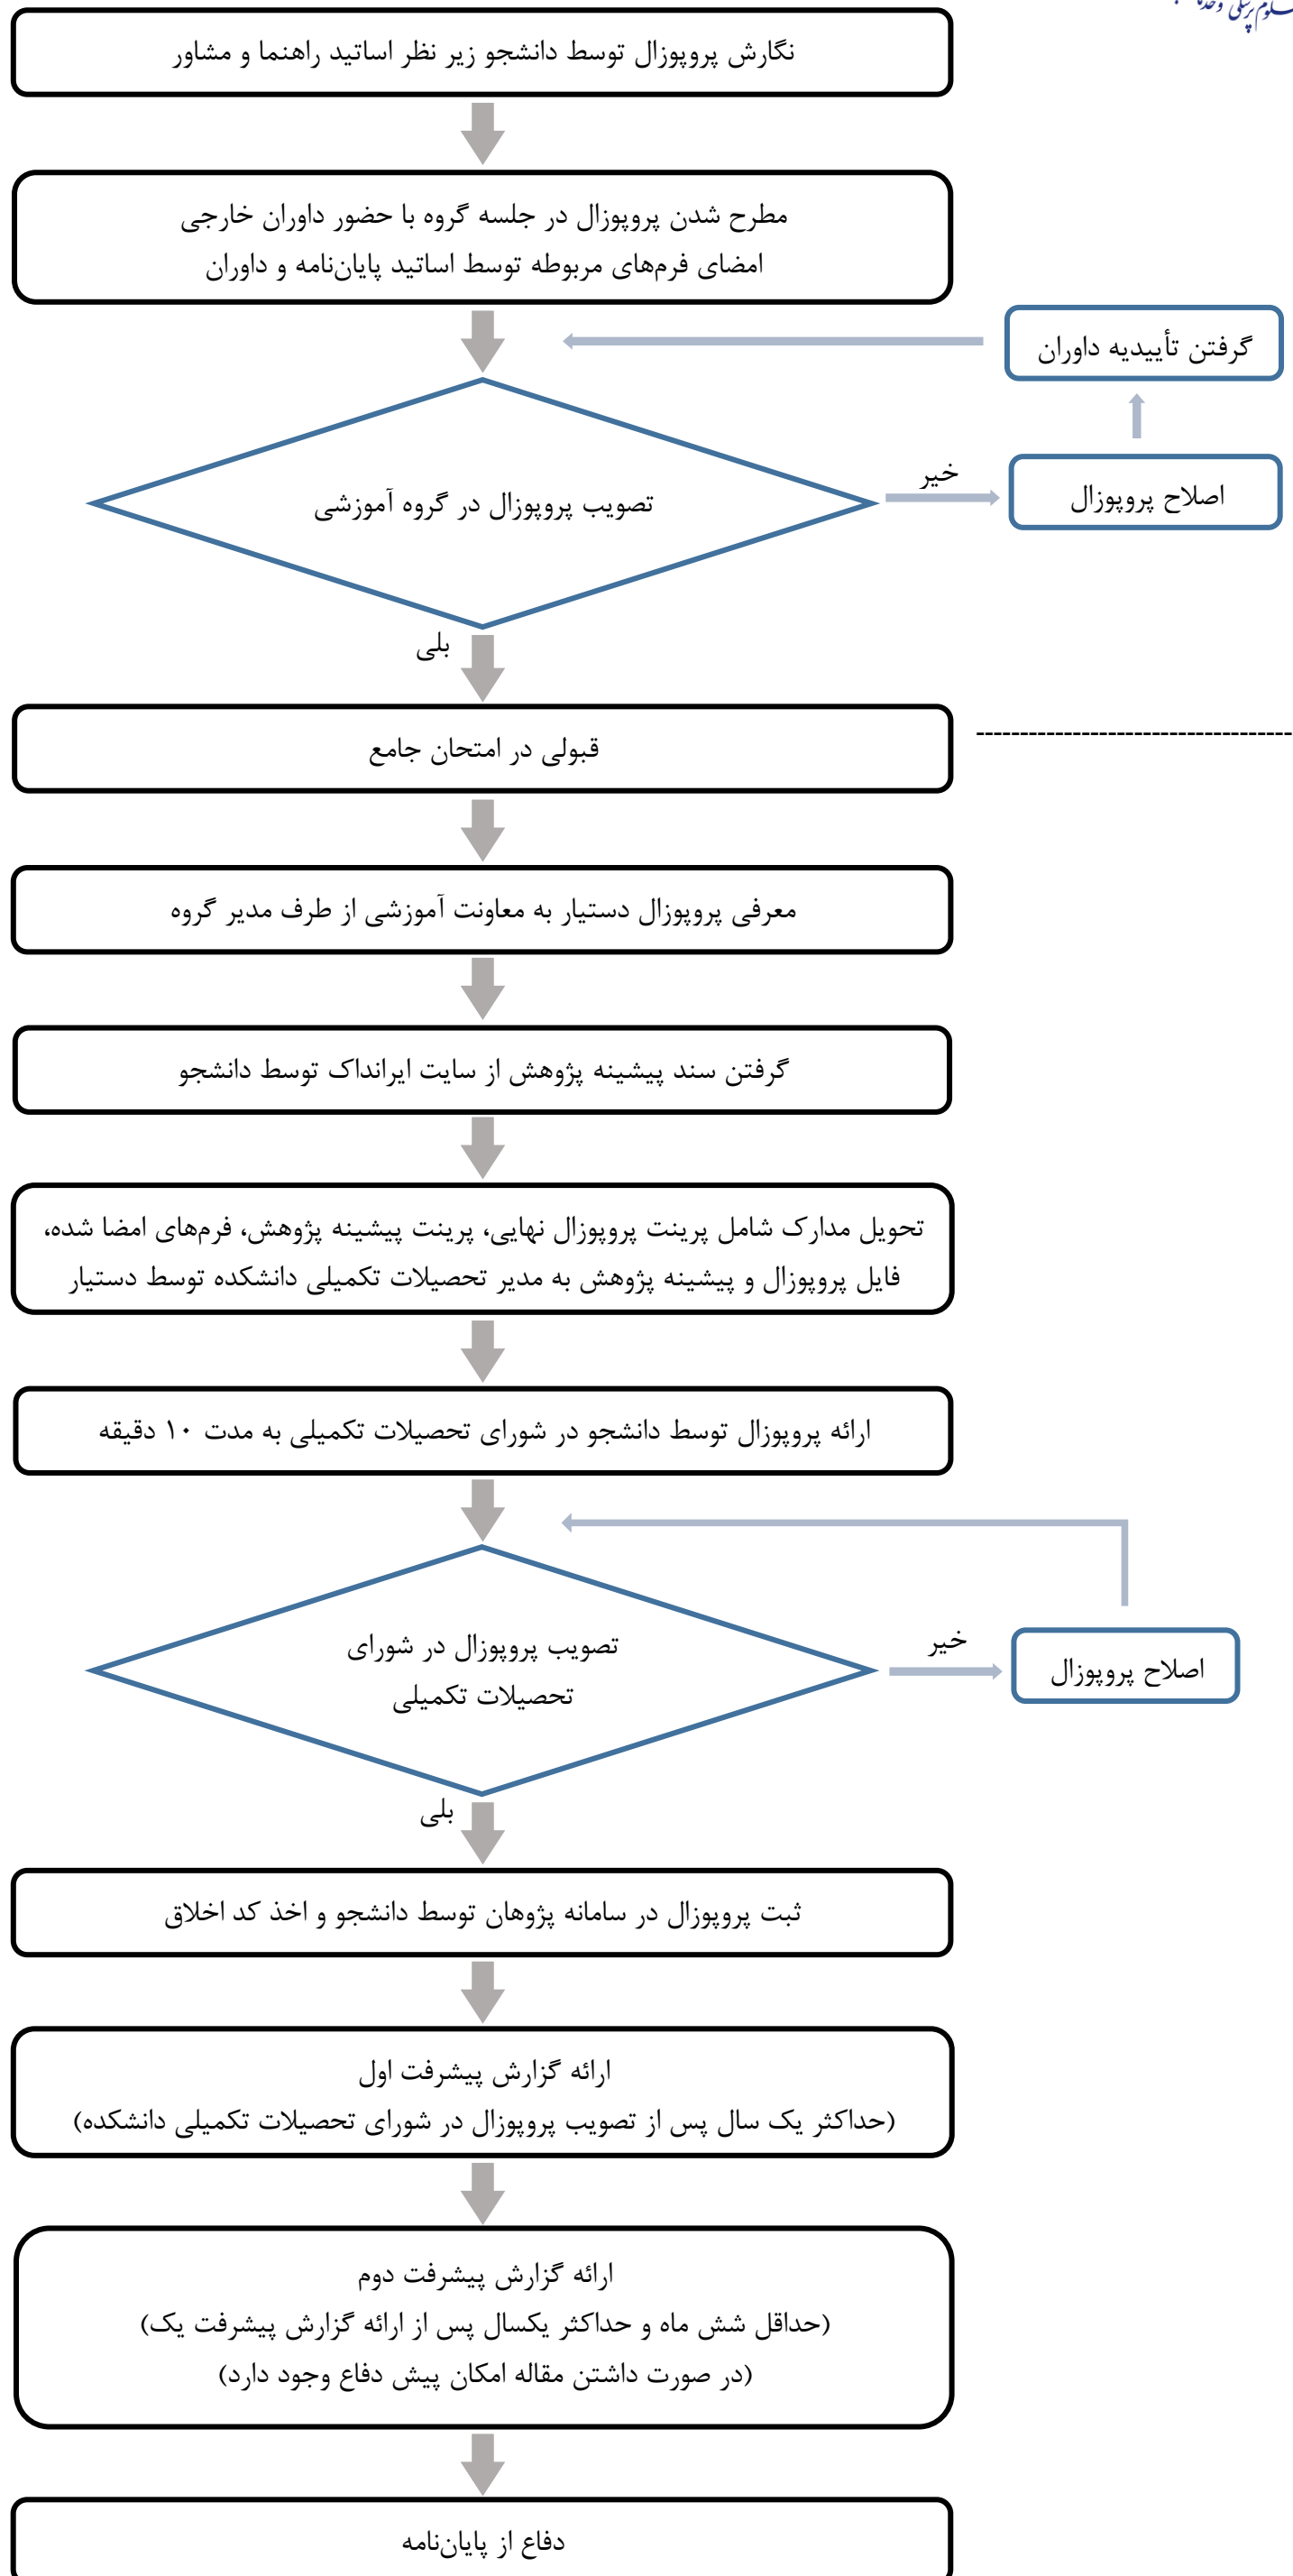 نگارش پروپوزال توسط دانشجو زیر نظر اساتید راهنما و مشاور
مطرح شدن پروپوزال در جلسه گروه با حضور داوران خارجی
امضای فرم‌های مربوطه توسط اساتید پایان‌نامه و داوران
گرفتن تأییدیه داوران
اصلاح پروپوزال
خیر
تصویب پروپوزال در گروه آموزشی
بلی
قبولی در امتحان جامع
معرفی پروپوزال دستیار به معاونت آموزشی از طرف مدیر گروه
گرفتن سند پیشینه پژوهش از سایت ایرانداک توسط دانشجو
تحویل مدارک شامل پرینت پروپوزال نهایی، پرینت پیشینه پژوهش، فرم‌های امضا شده،
فایل پروپوزال و پیشینه پژوهش به مدیر تحصیلات تکمیلی دانشکده توسط دستیار
ارائه پروپوزال توسط دانشجو در شورای تحصیلات تکمیلی به مدت ۱۰ دقیقه
تصویب پروپوزال در شورای
تحصیلات تکمیلی
خیر
اصلاح پروپوزال
بلی
ثبت پروپوزال در سامانه پژوهان توسط دانشجو و اخذ کد اخلاق
ارائه گزارش پیشرفت اول
(حداکثر یک سال پس از تصویب پروپوزال در شورای تحصیلات تکمیلی دانشکده)
ارائه گزارش پیشرفت دوم
(حداقل شش ماه و حداکثر یکسال پس از ارائه گزارش پیشرفت یک)
(در صورت داشتن مقاله امکان پیش دفاع وجود دارد)
دفاع از پایان‌نامه